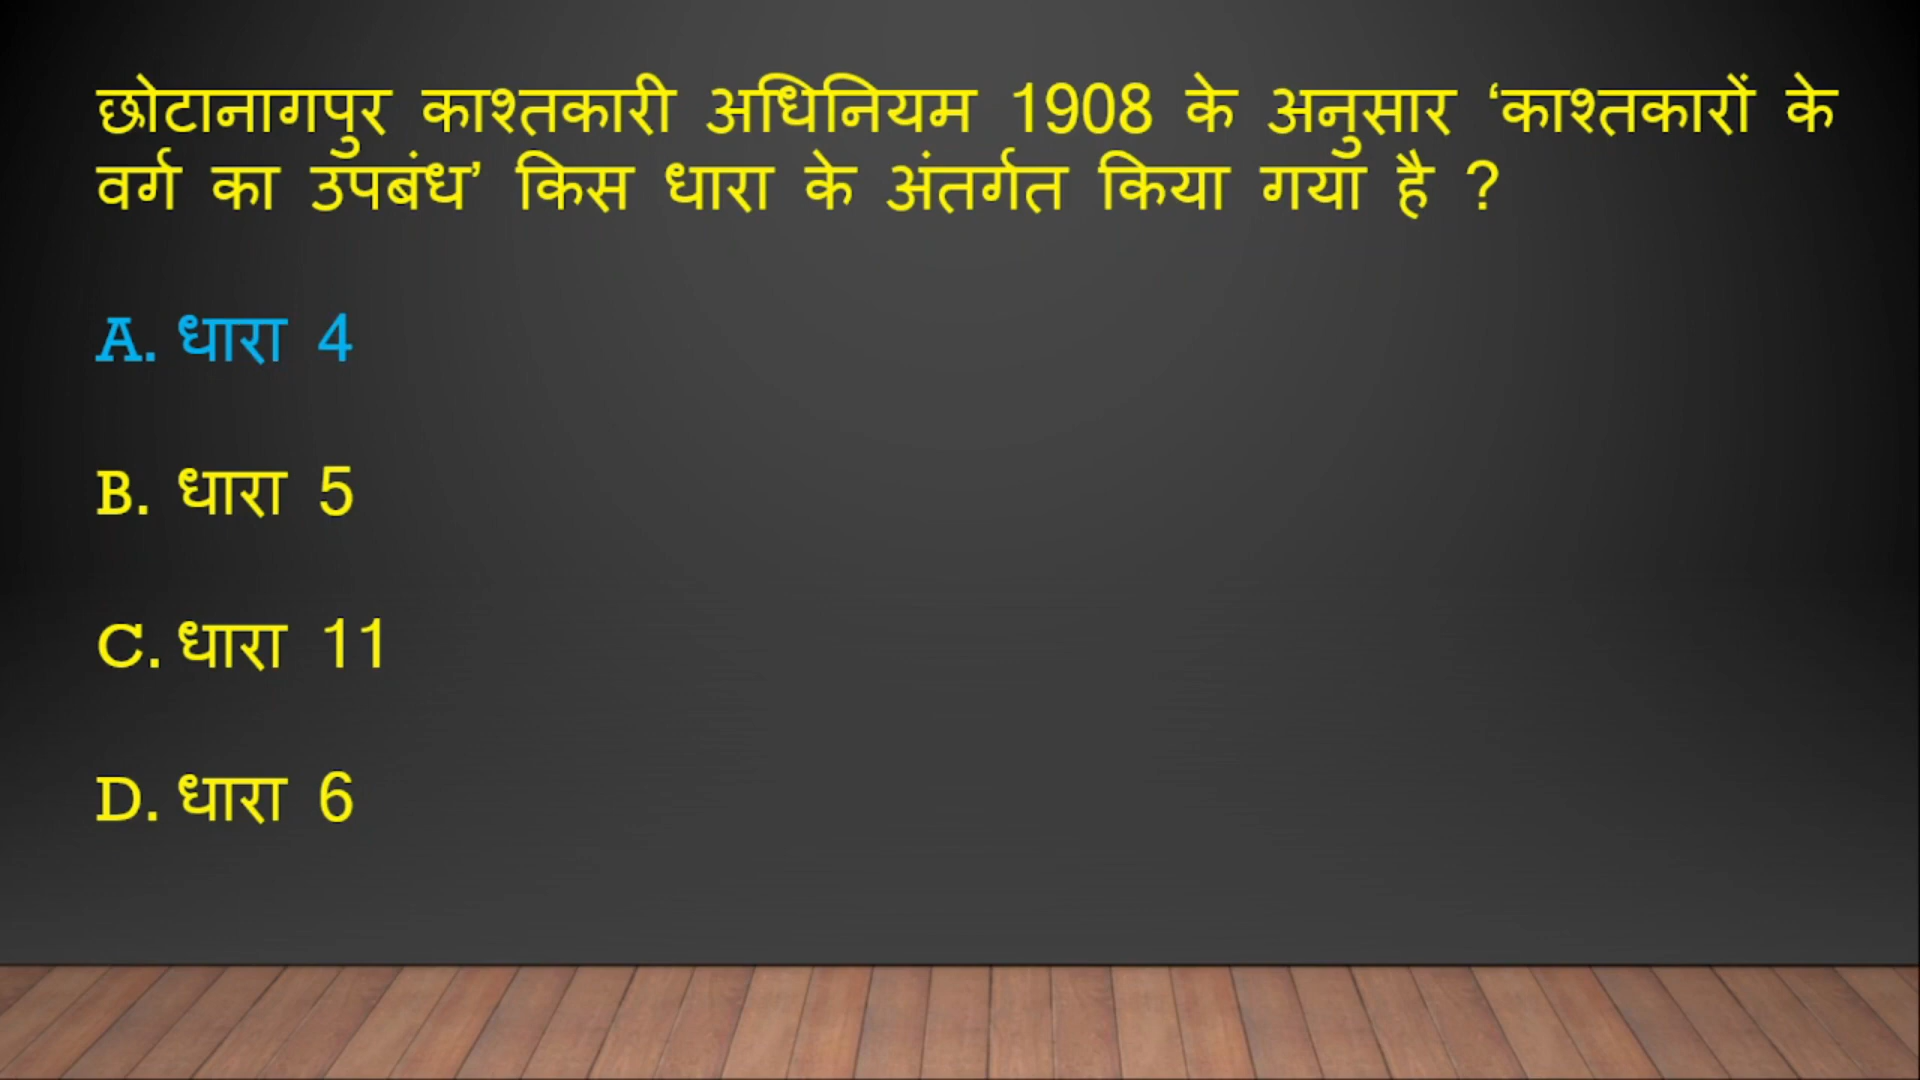 छोटानागपुर काश्तकारी अधिनियम 1908 के अनुसार ‘काश्तकारों के
वर्ग का उपबंध’ किस धारा के अंतर्गत किया गया है ?
A. धारा 4
B. धारा 5
C. धारा 11
D. धारा 6